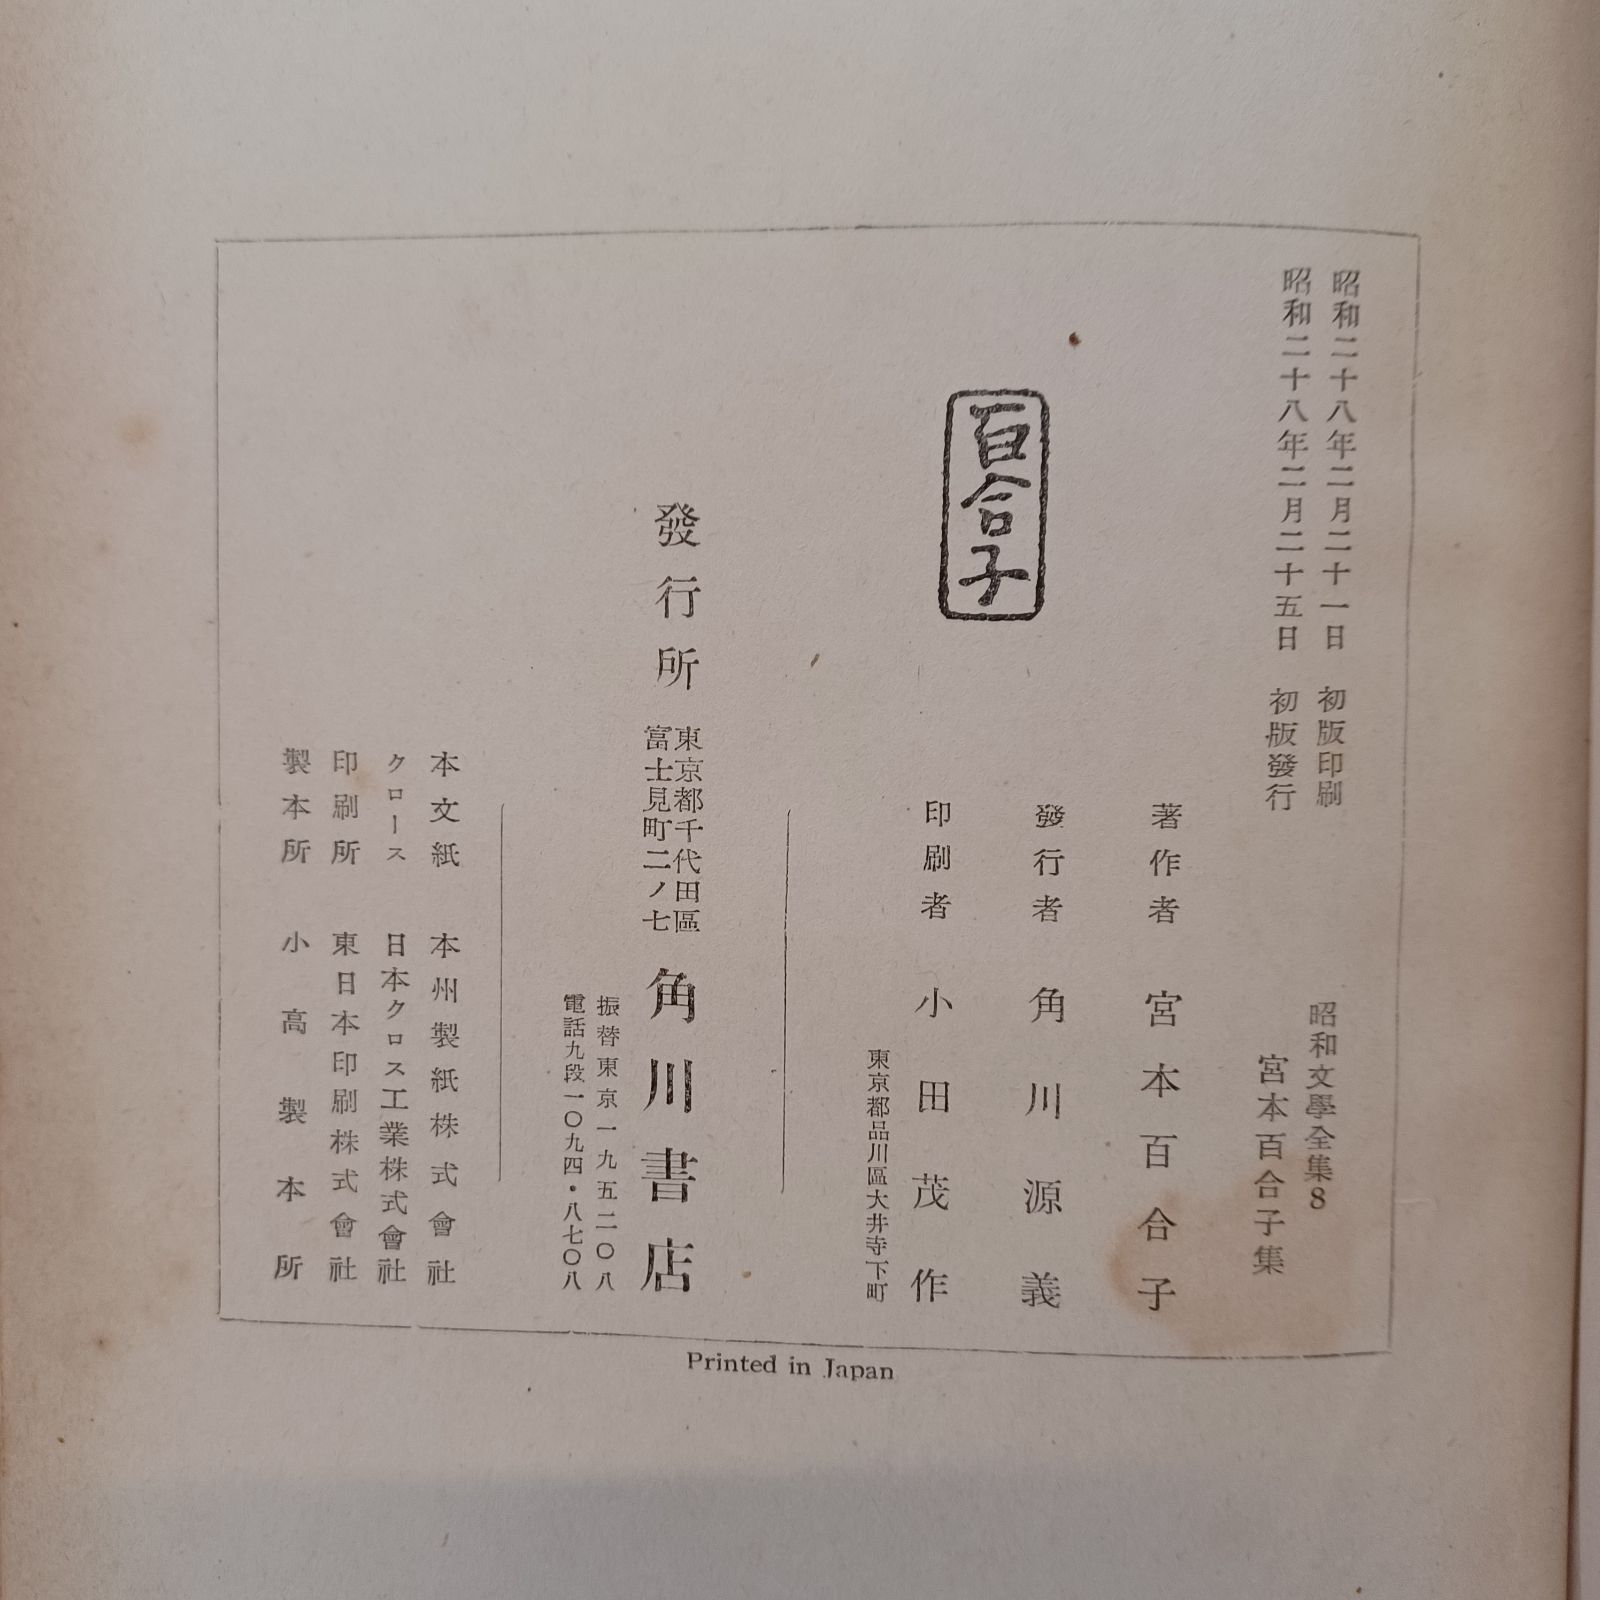 昭和二十八年二月二十一日 初版印刷
昭和二十八年二月二十五日 初版發行
昭和文學全集8
宮本百合子集
著作者 宮本百合子
發行者 角川源義
印刷者 小田茂作
東京都品川區大井寺下町
百合子
發行所
東京都千代田區
富士見町二ノ七
角川書店
振替東京一九五二〇八
電話九段一〇九四・八七〇八
本文紙 本州製紙株式會社
クロース 日本クロス工業株式會社
印刷所 東日本印刷株式會社
製本所 小高製本所
Printed in Japan